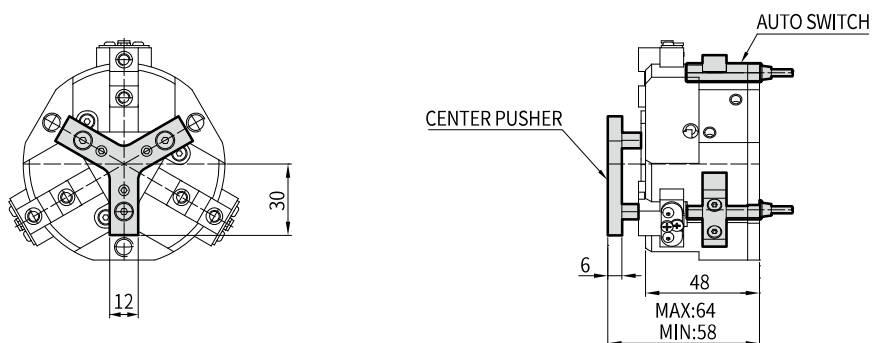 AUTO SWITCH
CENTER PUSHER
30
12
6
48
MAX:64
MIN:58